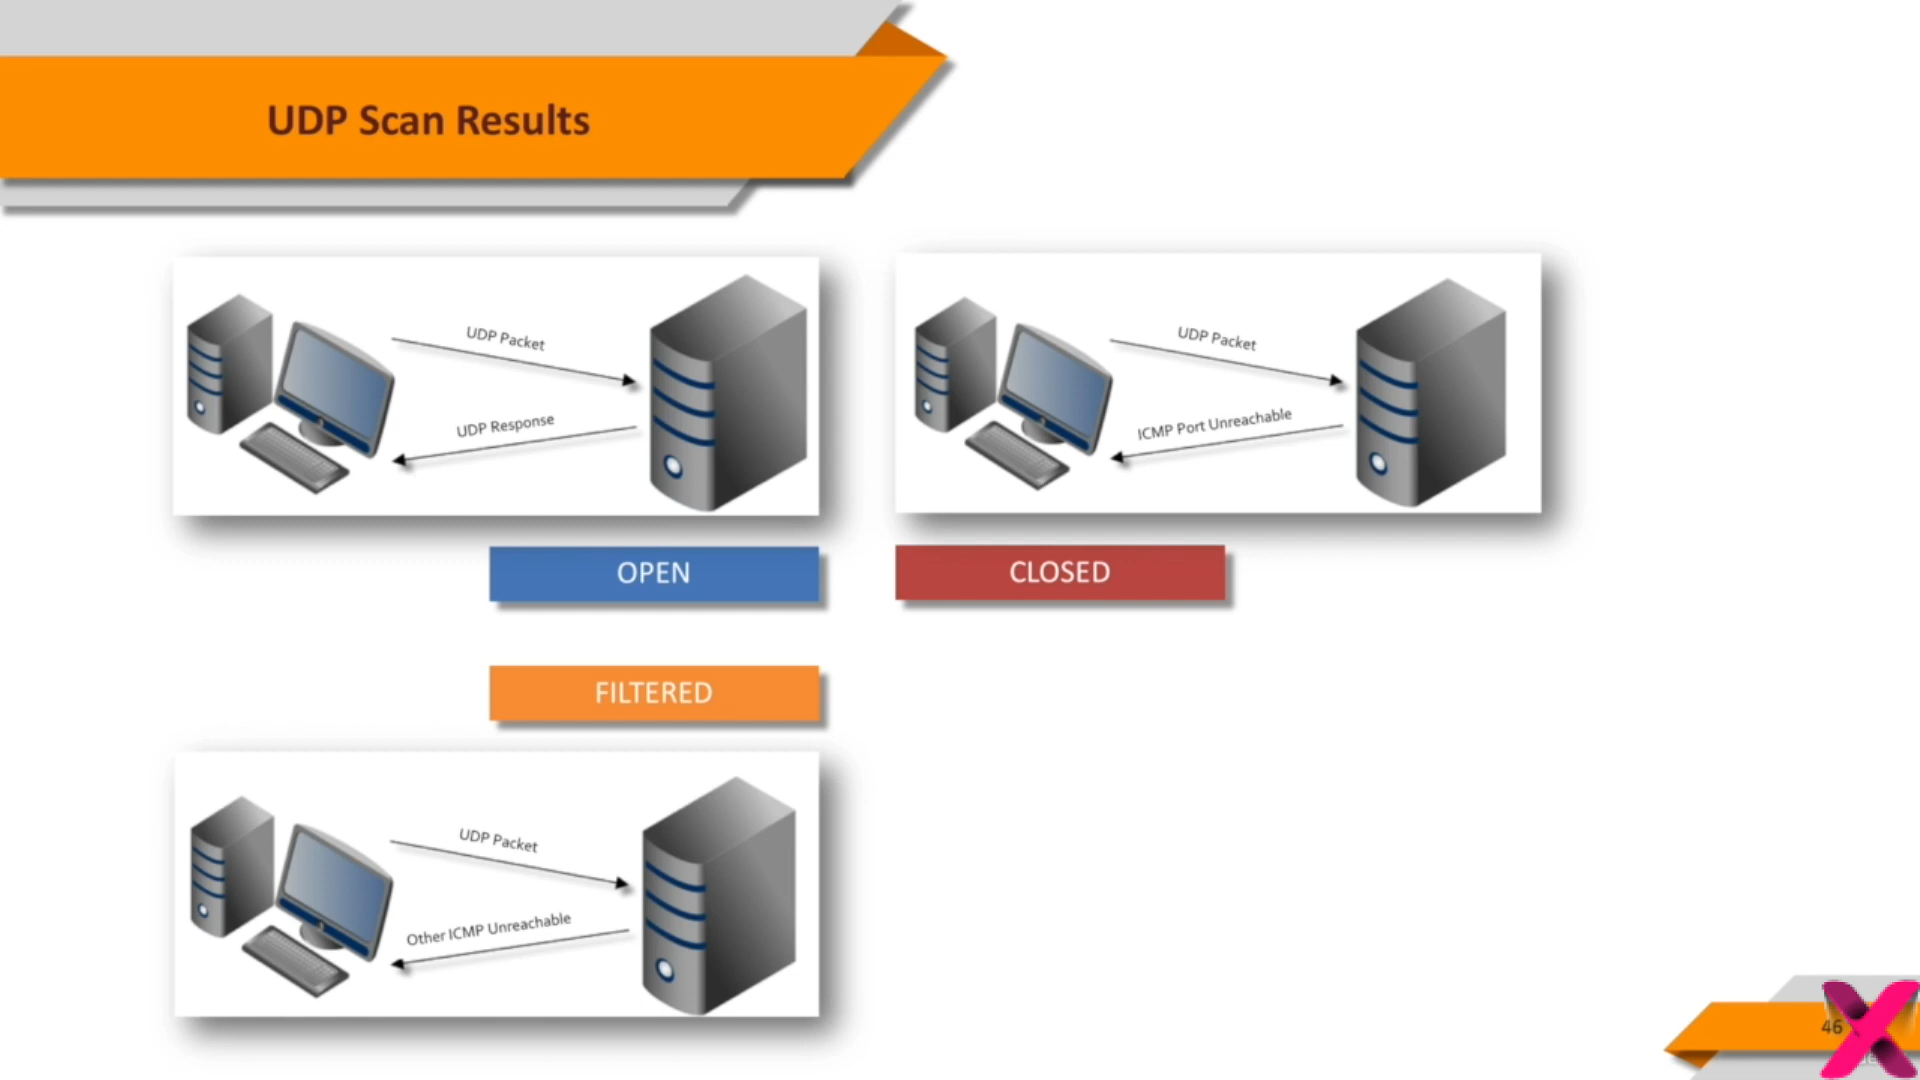 UDP Scan Results
UDP Packet
UDP Response
OPEN
UDP Packet
ICMP Port Unreachable
CLOSED
FILTERED
UDP Packet
Other ICMP Unreachable
46